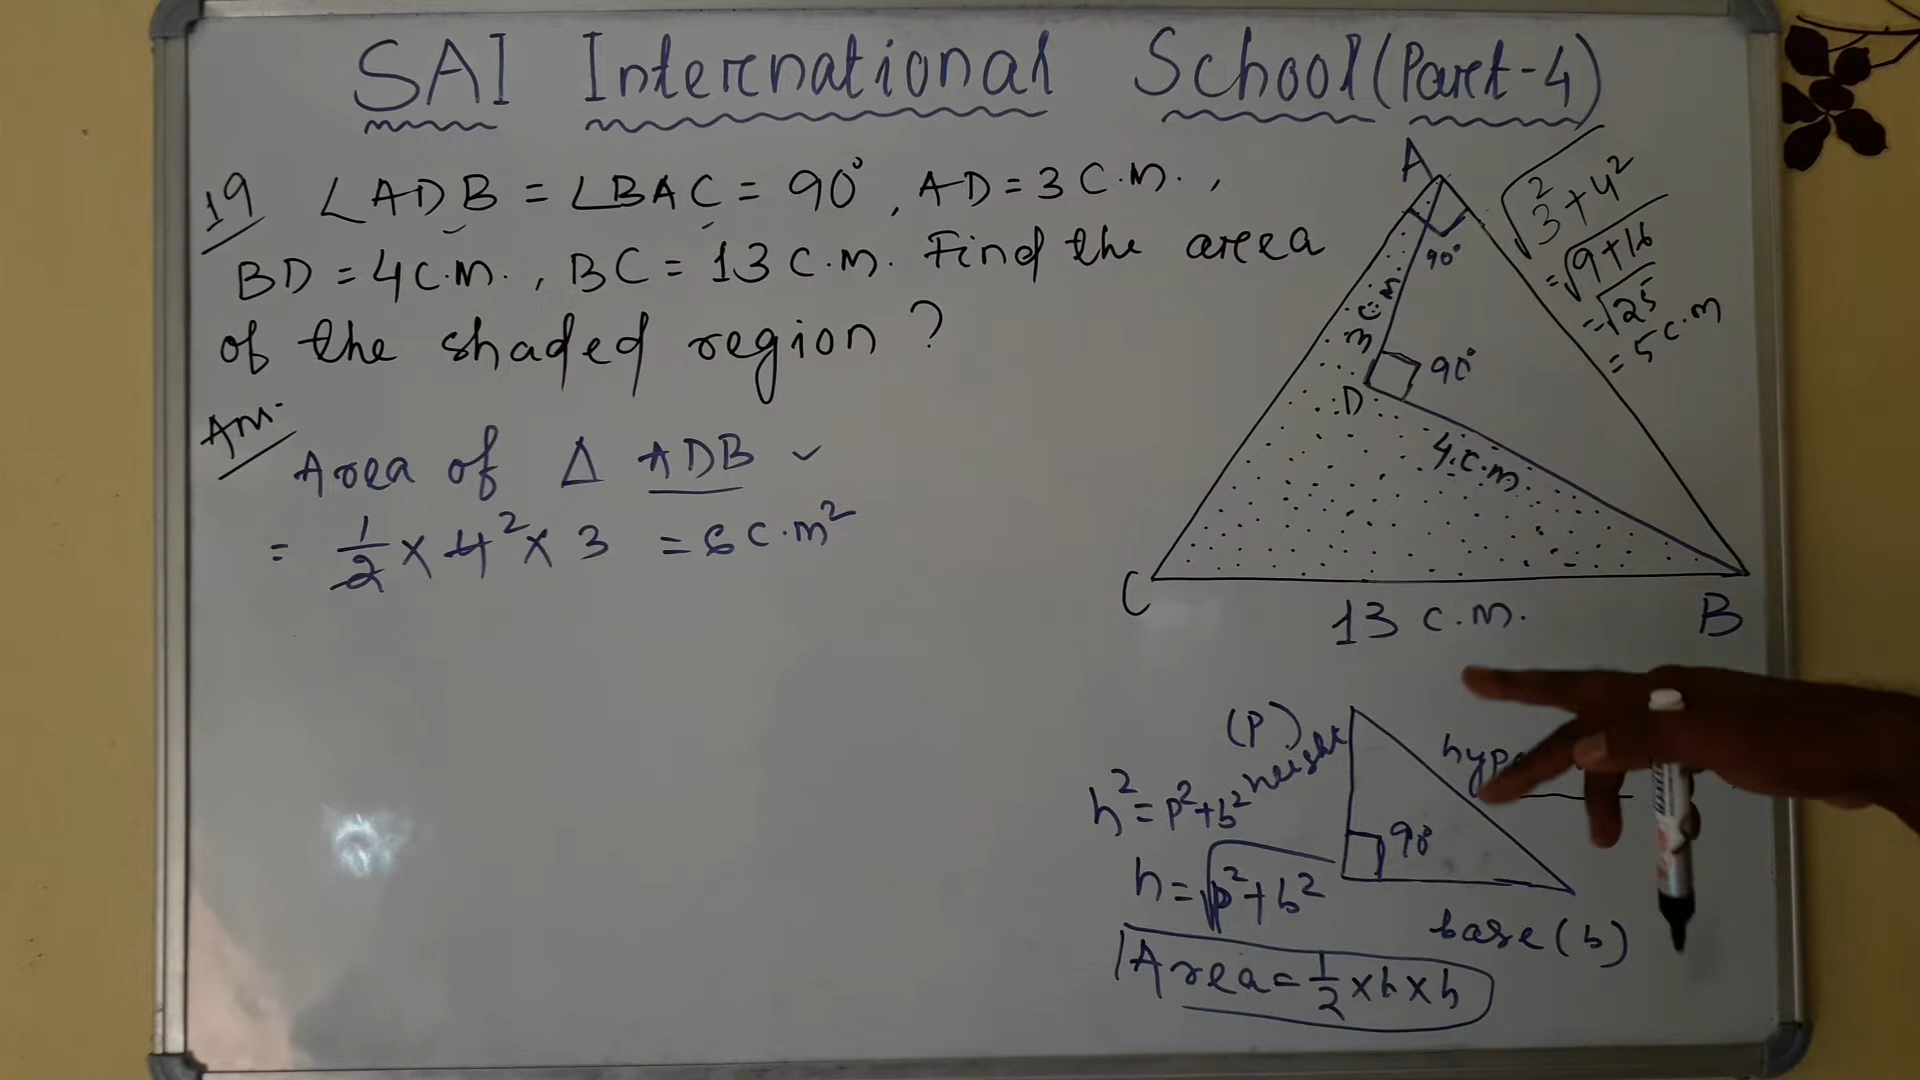 SAI International School (Part-4)
19 ∠ADB = ∠BAC = 90°, AD = 3 C.m.,
BD = 4 C.m., BC = 13 C.m. Find the area
of the shaded region?
Ans.
Area of Δ ADB ✓
= 1/2 × 4² × 3 = 6 C.m²
A
√3² + 4²
= √9+16
= √25
= 5 C.m
90°
3 C.m.
90°
D
4 C.m
C
13 C.m.
B
(P)
height
h² = p² + b²
90°
h = √p² + b²
base (b)
Area = 1/2 × b × h